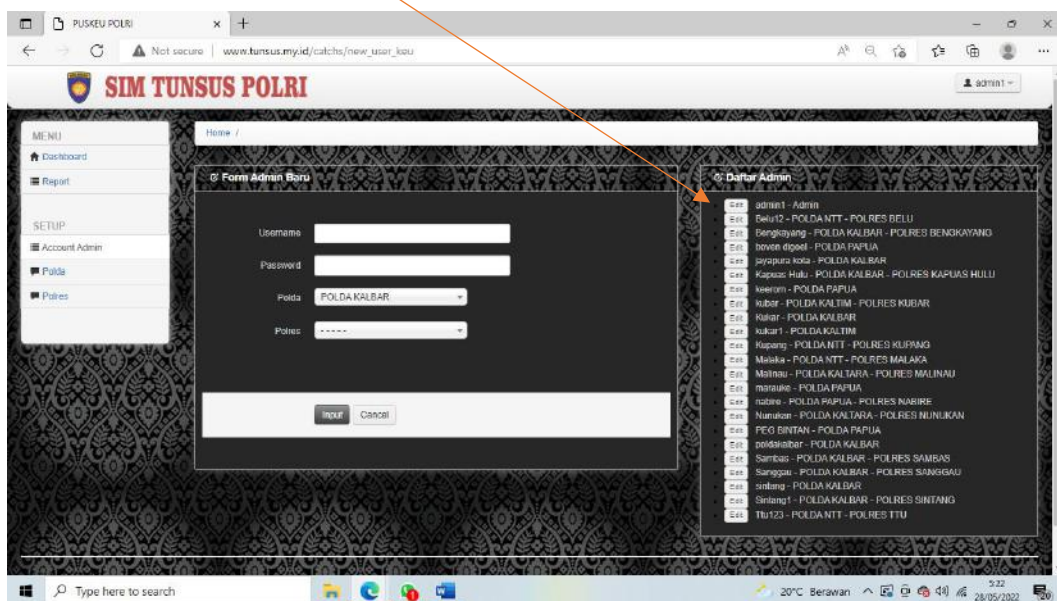 PUSKEU POLRI
Not secure | www.tunsus.my.id/catchs/new_user_keu
SIM TUNSUS POLRI
admin1
MENU
Dashboard
Report
SETUP
Account Admin
Polda
Polres
Home /
Form Admin Baru
Username
Password
Polda POLDA KALBAR
Polres -----
Input Cancel
Daftar Admin
Edit admin1 - Admin
Edit Belu12 - POLDA NTT - POLRES BELU
Edit Bengkayang - POLDA KALBAR - POLRES BENGKAYANG
Edit boven digoel - POLDA PAPUA
Edit jayapura kota - POLDA KALBAR
Edit Kapuas Hulu - POLDA KALBAR - POLRES KAPUAS HULU
Edit keerom - POLDA PAPUA
Edit kubar - POLDA KALTIM - POLRES KUBAR
Edit Kukar - POLDA KALBAR
Edit kukar1 - POLDA KALTIM
Edit Kupang - POLDA NTT - POLRES KUPANG
Edit Malaka - POLDA NTT - POLRES MALAKA
Edit Malinau - POLDA KALTARA - POLRES MALINAU
Edit marauke - POLDA PAPUA
Edit nabire - POLDA PAPUA - POLRES NABIRE
Edit Nunukan - POLDA KALTARA - POLRES NUNUKAN
Edit PEG BINTAN - POLDA PAPUA
Edit poldakalbar - POLDA KALBAR
Edit Sambas - POLDA KALBAR - POLRES SAMBAS
Edit Sanggau - POLDA KALBAR - POLRES SANGGAU
Edit sintang - POLDA KALBAR
Edit Sintang1 - POLDA KALBAR - POLRES SINTANG
Edit Ttu123 - POLDA NTT - POLRES TTU
Type here to search
20°C Berawan
5:22
28/05/2022
20